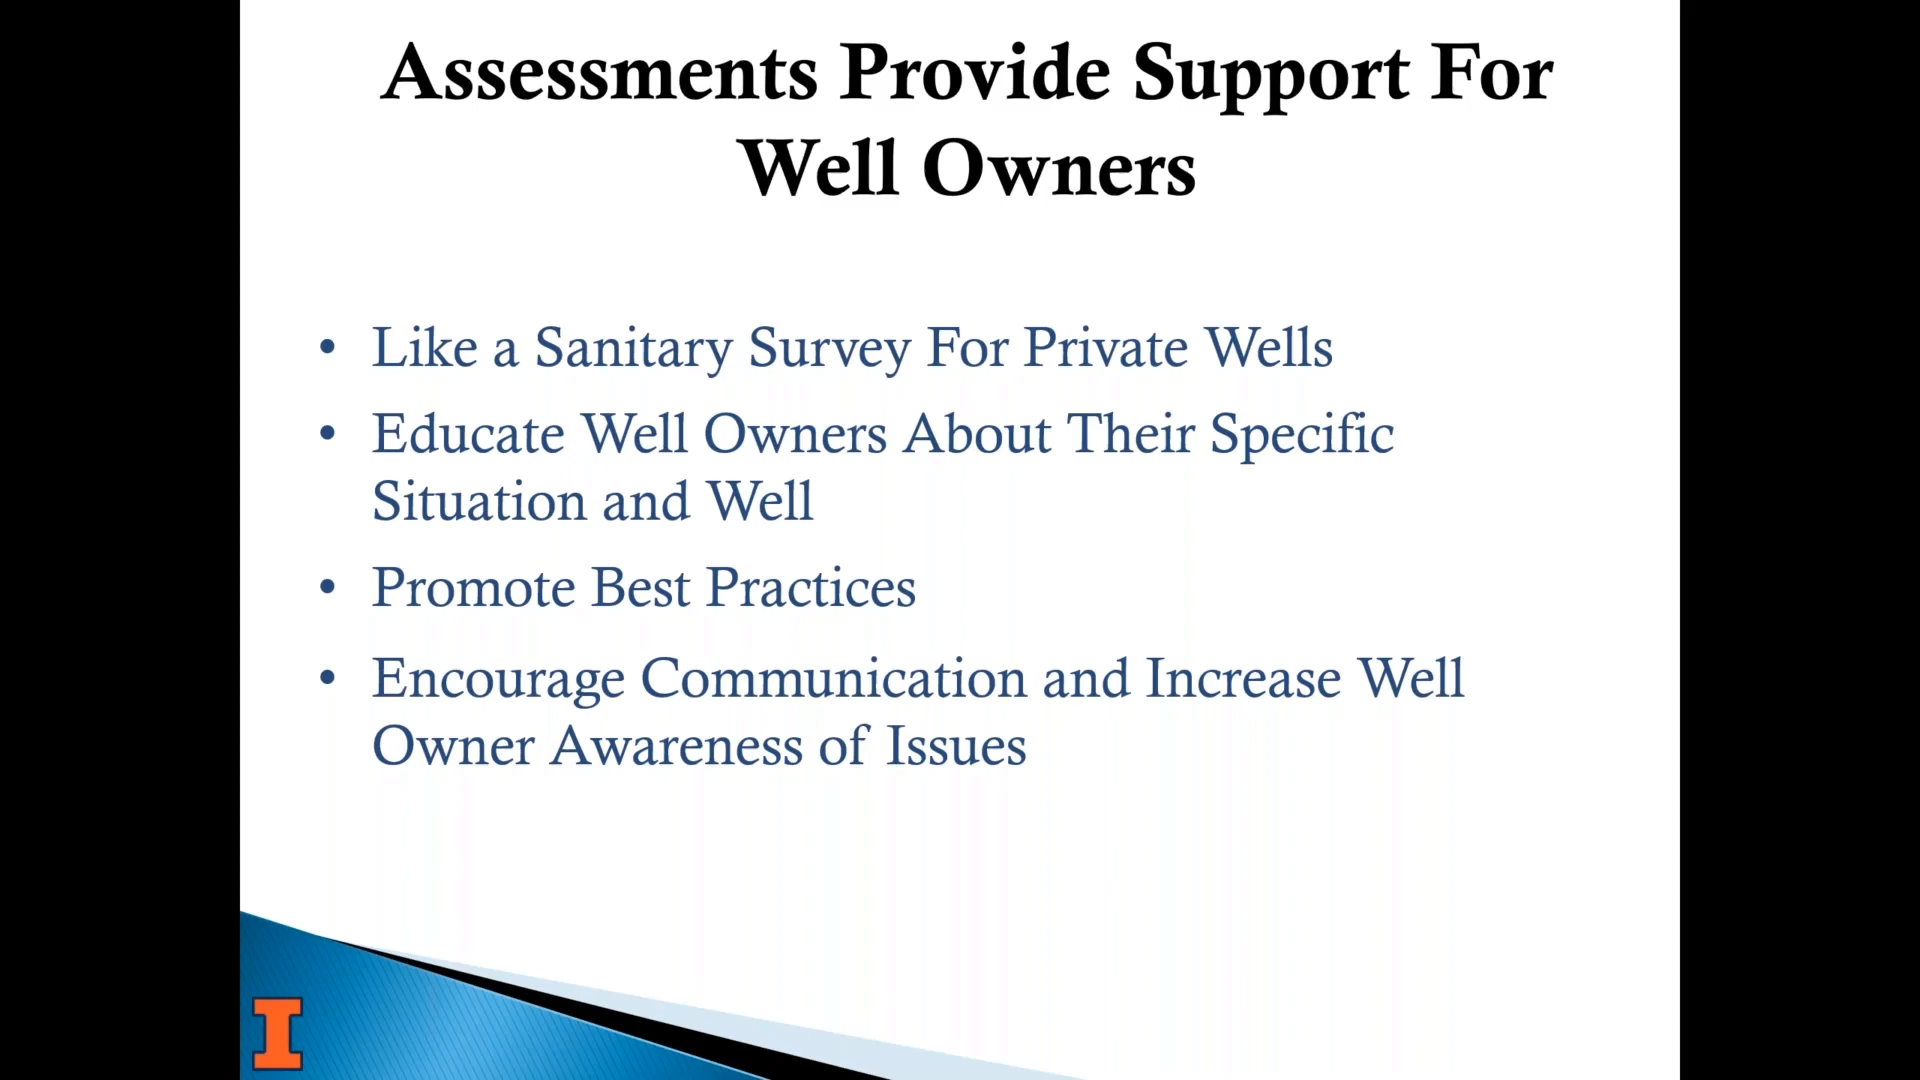 Assessments Provide Support For
Well Owners
• Like a Sanitary Survey For Private Wells
• Educate Well Owners About Their Specific
Situation and Well
• Promote Best Practices
• Encourage Communication and Increase Well
Owner Awareness of Issues
I